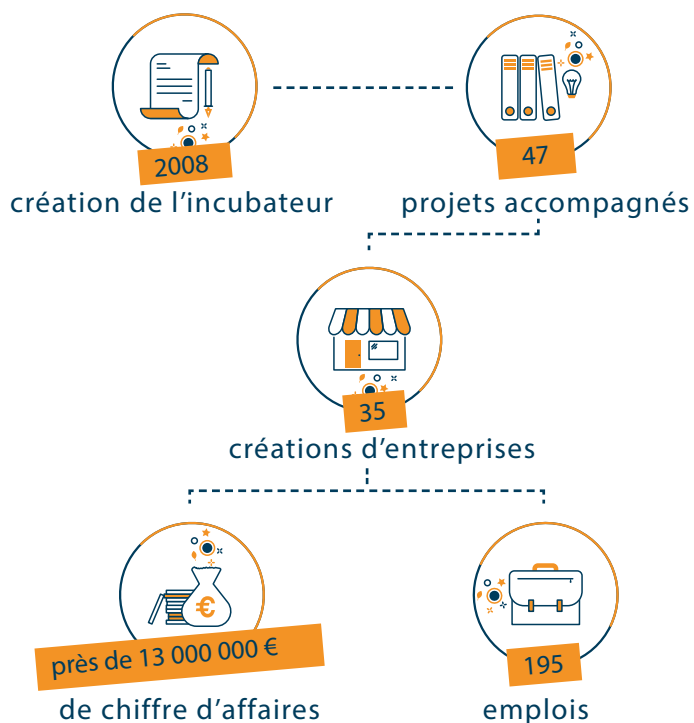 2008
création de l’incubateur
47
projets accompagnés
35
créations d’entreprises
près de 13 000 000 €
de chiffre d’affaires
195
emplois